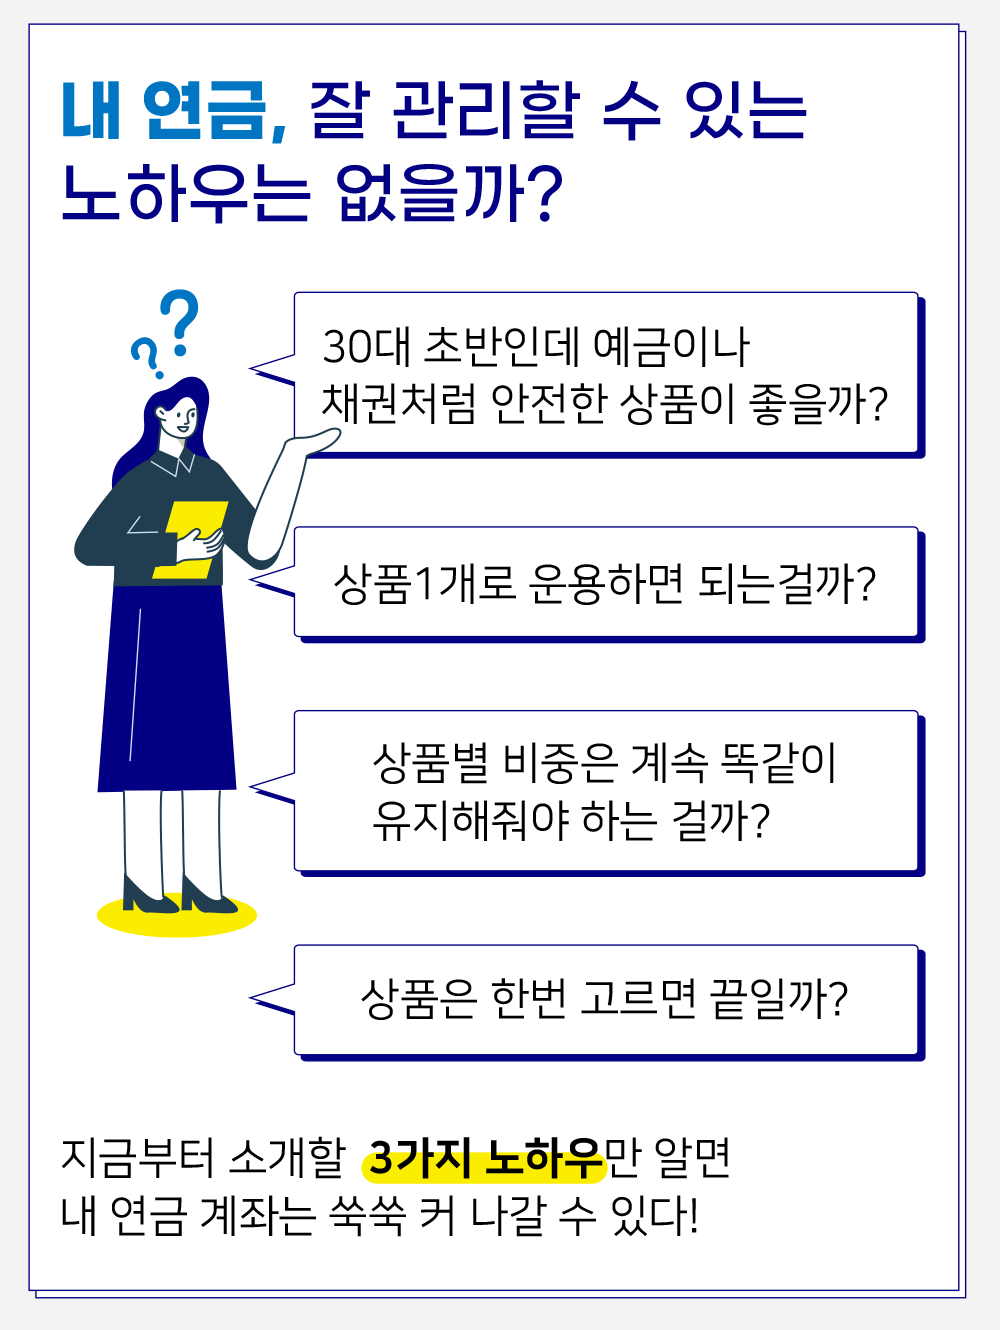 내 연금, 잘 관리할 수 있는
노하우는 없을까?
??
30대 초반인데 예금이나
채권처럼 안전한 상품이 좋을까?
상품1개로 운용하면 되는걸까?
상품별 비중은 계속 똑같이
유지해줘야 하는 걸까?
상품은 한번 고르면 끝일까?
지금부터 소개할 3가지 노하우만 알면
내 연금 계좌는 쑥쑥 커 나갈 수 있다!